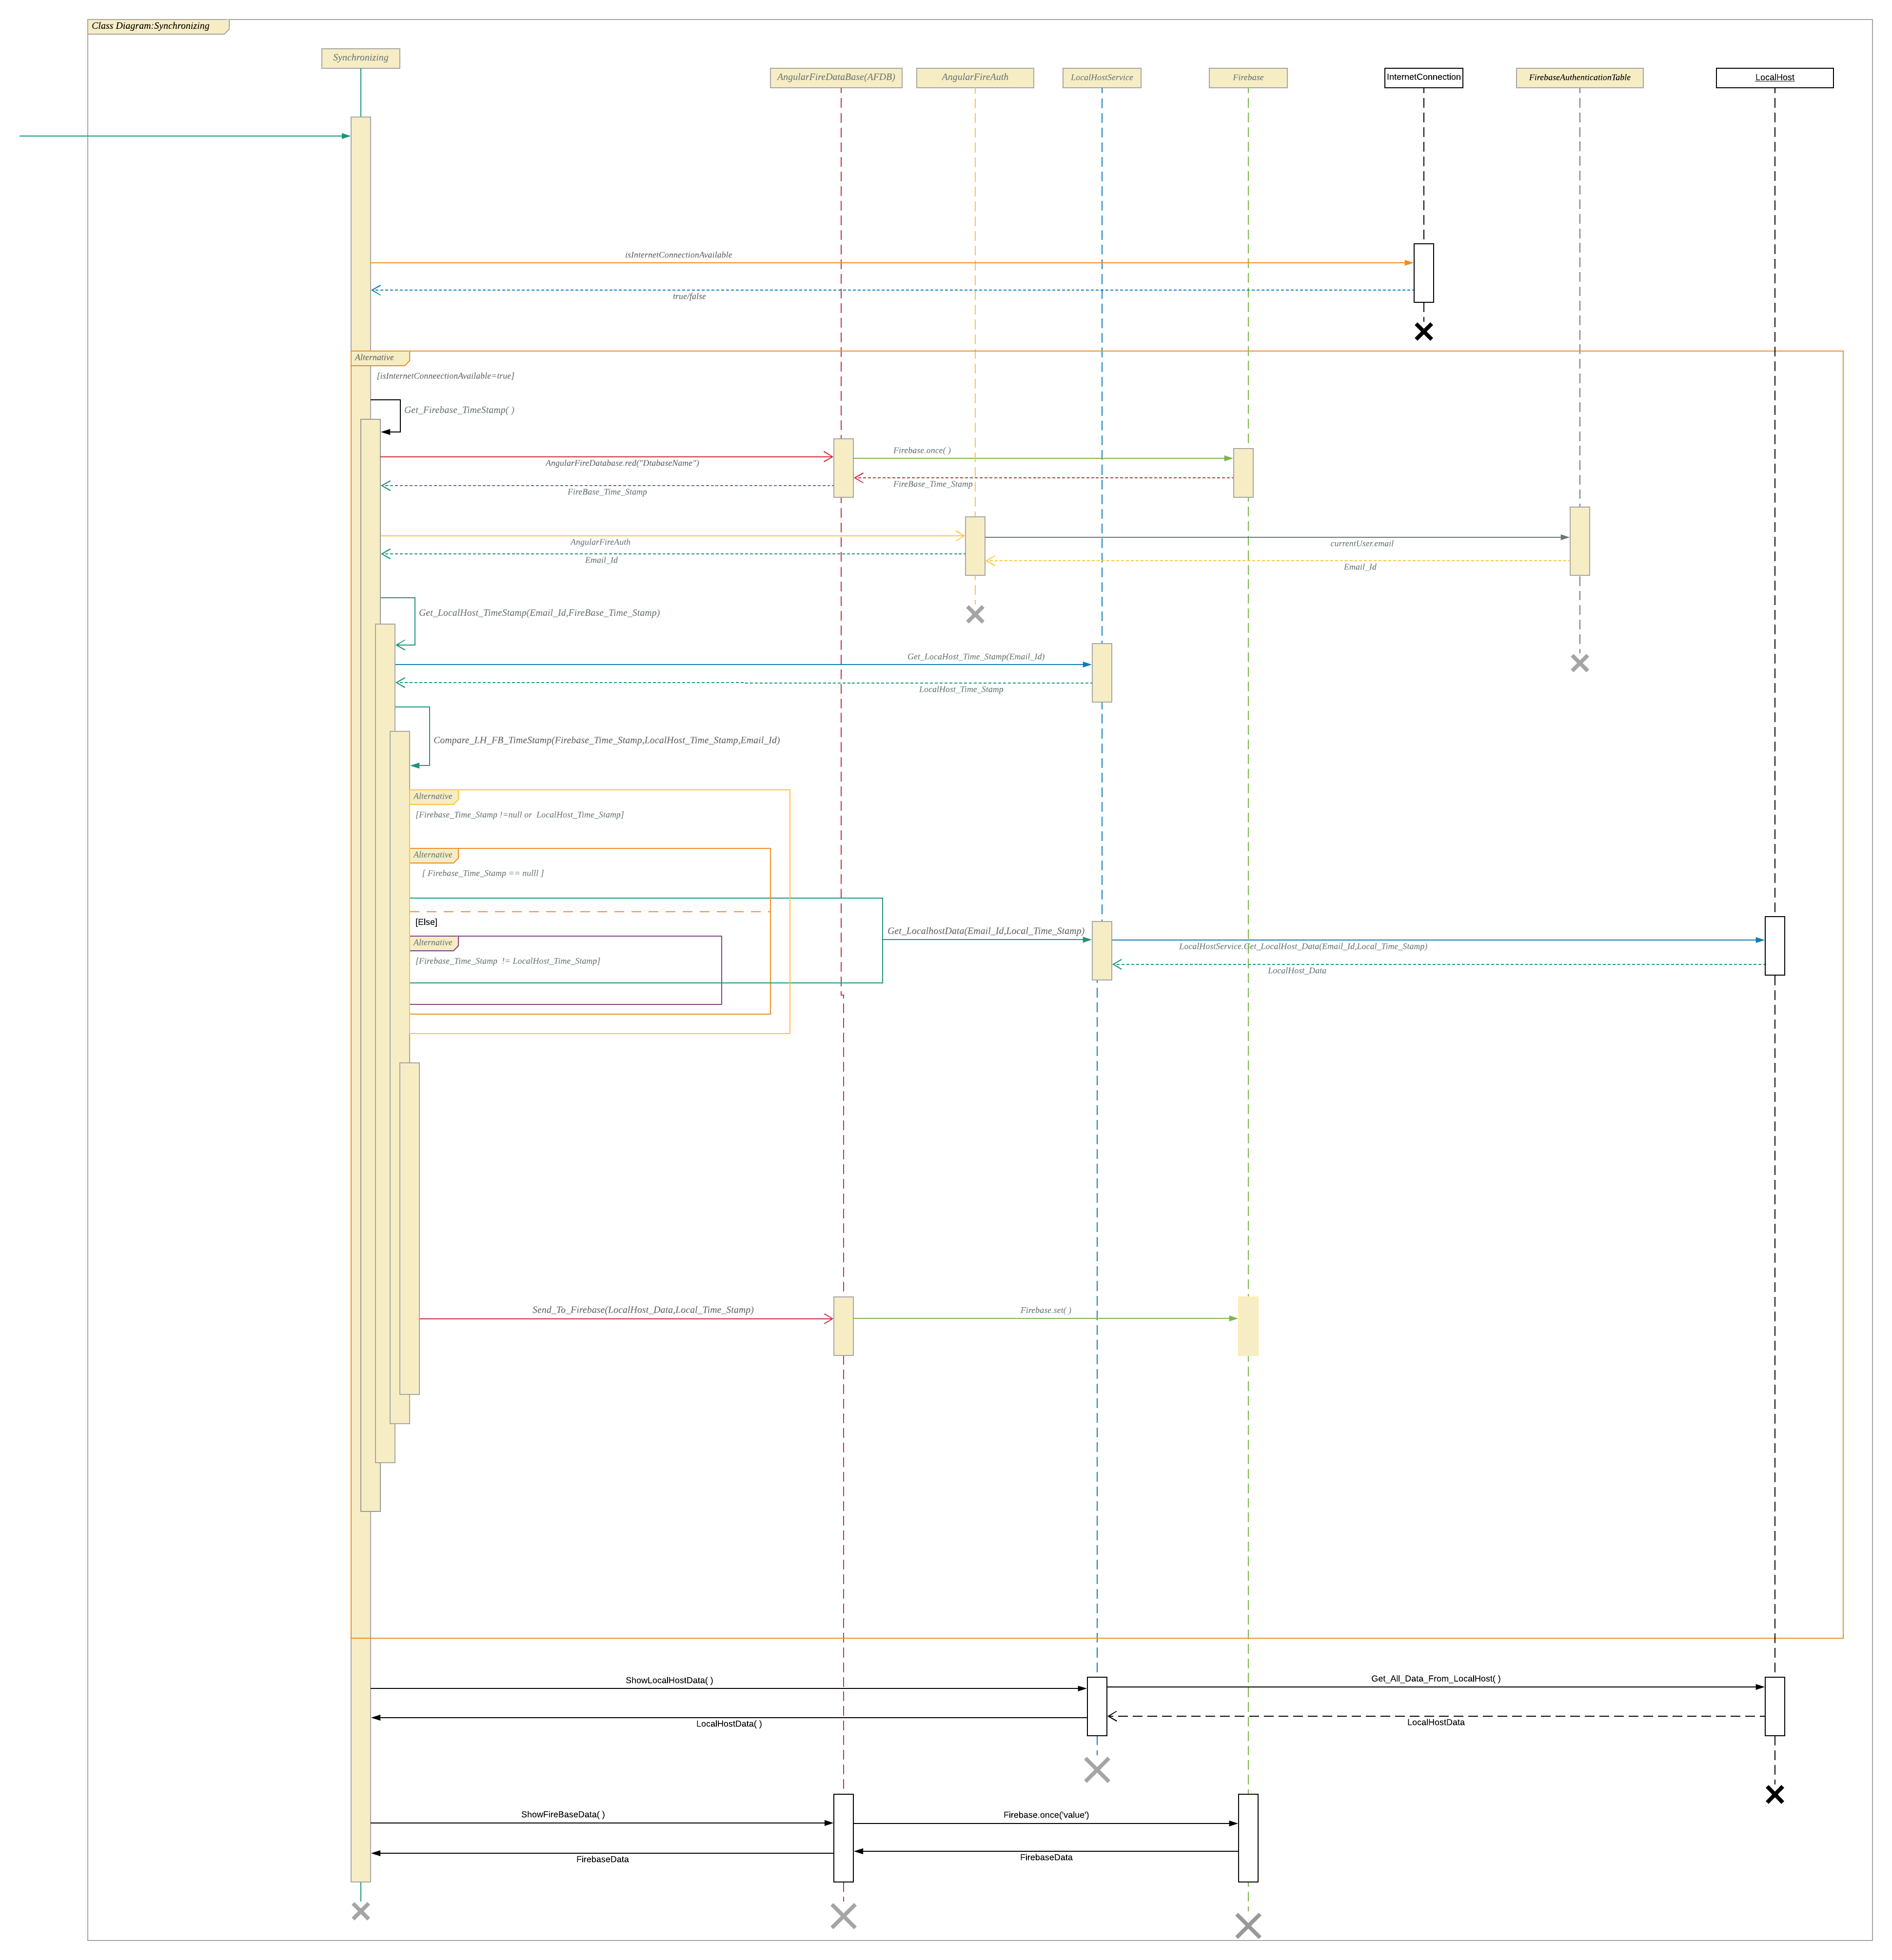 Class Diagram:Synchronizing
Synchronizing
AngularFireDataBase(AFDB)
AngularFireAuth
LocalHostService
Firebase
InternetConnection
FirebaseAuthenticationTable
LocalHost
isInternetConnectionAvailable
true/false
Alternative
[isInternetConneectionAvailable=true]
Get_Firebase_TimeStamp( )
Firebase.once( )
AngularFireDatabase.red("DtabaseName")
FireBase_Time_Stamp
FireBase_Time_Stamp
AngularFireAuth
currentUser.email
Email_Id
Email_Id
Get_LocalHost_TimeStamp(Email_Id,FireBase_Time_Stamp)
Get_LocaHost_Time_Stamp(Email_Id)
LocalHost_Time_Stamp
Compare_LH_FB_TimeStamp(Firebase_Time_Stamp,LocalHost_Time_Stamp,Email_Id)
Alternative
[Firebase_Time_Stamp !=null or  LocalHost_Time_Stamp]
Alternative
[ Firebase_Time_Stamp == nulll ]
[Else]
Get_LocalhostData(Email_Id,Local_Time_Stamp)
Alternative
LocalHostService.Get_LocalHost_Data(Email_Id,Local_Time_Stamp)
[Firebase_Time_Stamp  != LocalHost_Time_Stamp]
LocalHost_Data
Send_To_Firebase(LocalHost_Data,Local_Time_Stamp)
Firebase.set( )
ShowLocalHostData( )
Get_All_Data_From_LocalHost( )
LocalHostData( )
LocalHostData
ShowFireBaseData( )
Firebase.once('value')
FirebaseData
FirebaseData